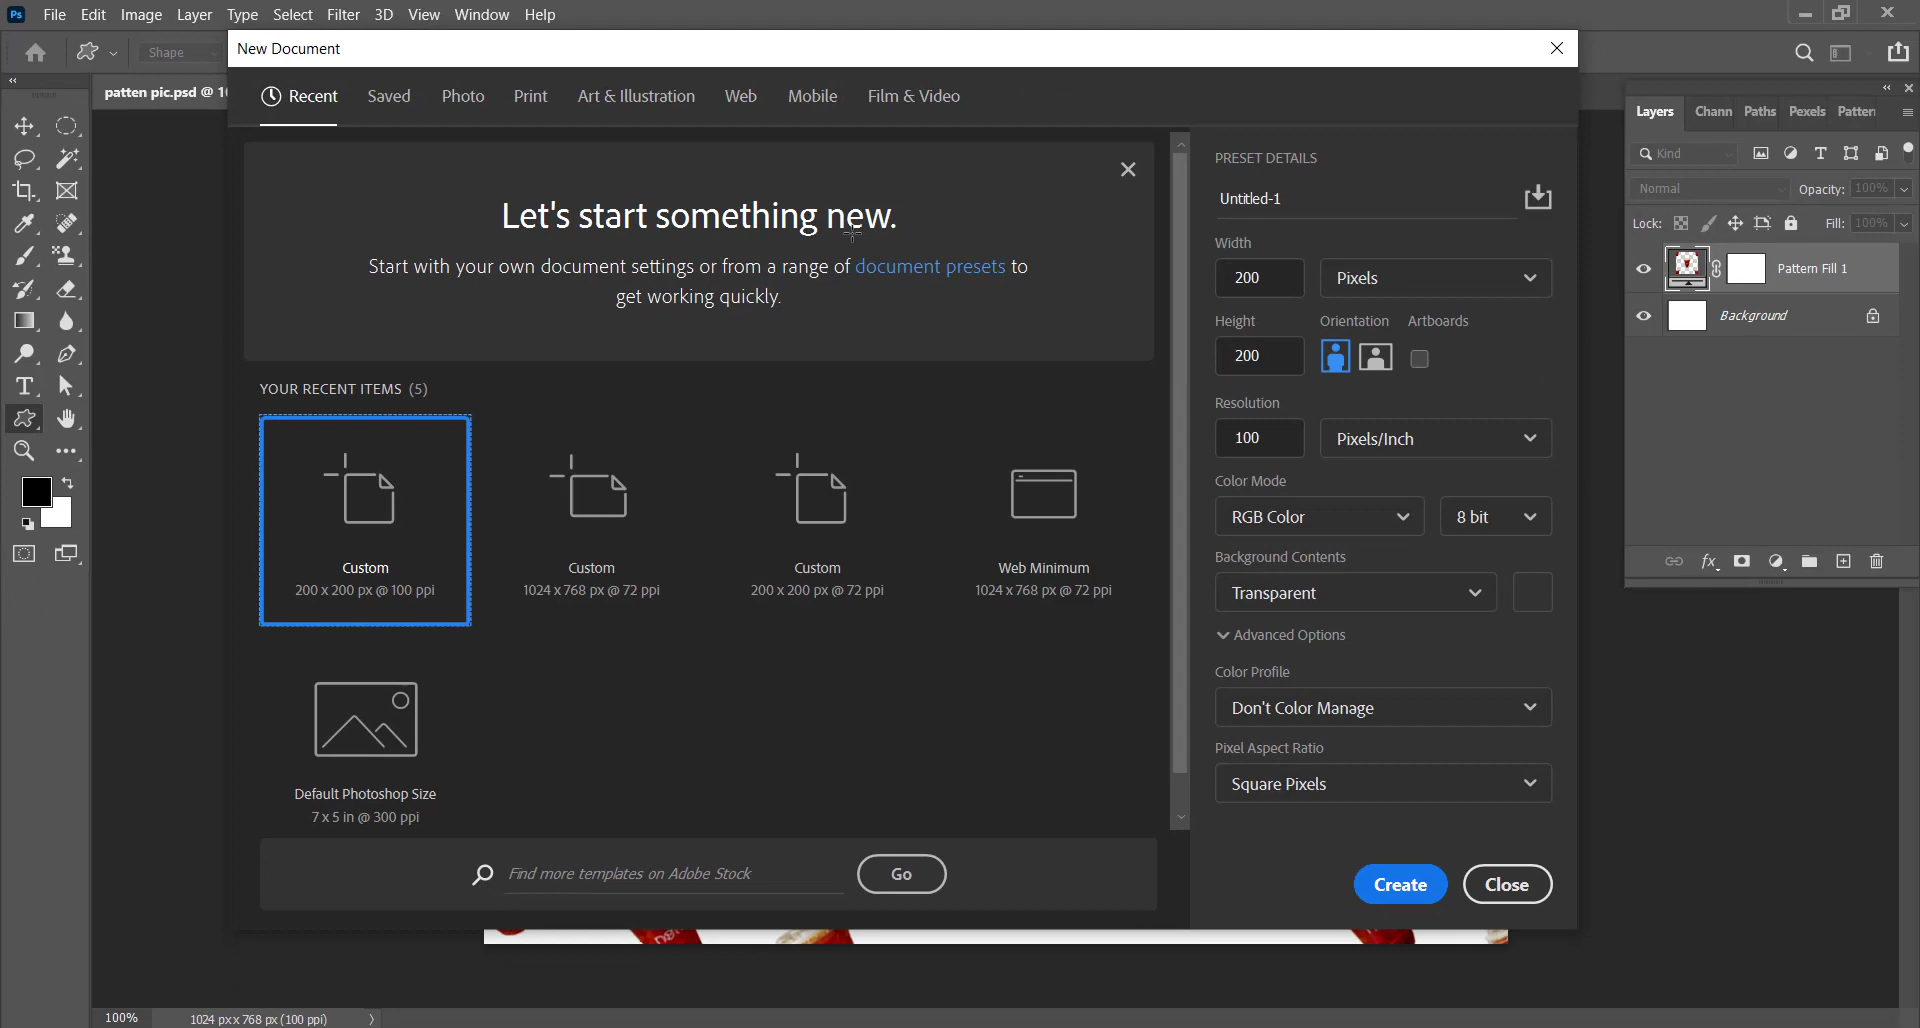 Ps File Edit Image Layer Type Select Filter 3D View Window Help
Shape
New Document
patten pic.psd @ 10
Recent Saved Photo Print Art & Illustration Web Mobile Film & Video
Let's start something new.
Start with your own document settings or from a range of document presets to
get working quickly.
YOUR RECENT ITEMS (5)
Custom
200 x 200 px @ 100 ppi
Custom
1024 x 768 px @ 72 ppi
Custom
200 x 200 px @ 72 ppi
Web Minimum
1024 x 768 px @ 72 ppi
Default Photoshop Size
7 x 5 in @ 300 ppi
Find more templates on Adobe Stock
Go
PRESET DETAILS
Untitled-1
Width
200 Pixels
Height Orientation Artboards
200
Resolution
100 Pixels/Inch
Color Mode
RGB Color 8 bit
Background Contents
Transparent
Advanced Options
Color Profile
Don't Color Manage
Pixel Aspect Ratio
Square Pixels
Create Close
Layers Chann Paths Pexels Patter
Kind
Normal Opacity: 100%
Lock: Fill: 100%
Pattern Fill 1
Background
100% 1024 px x 768 px (100 ppi)